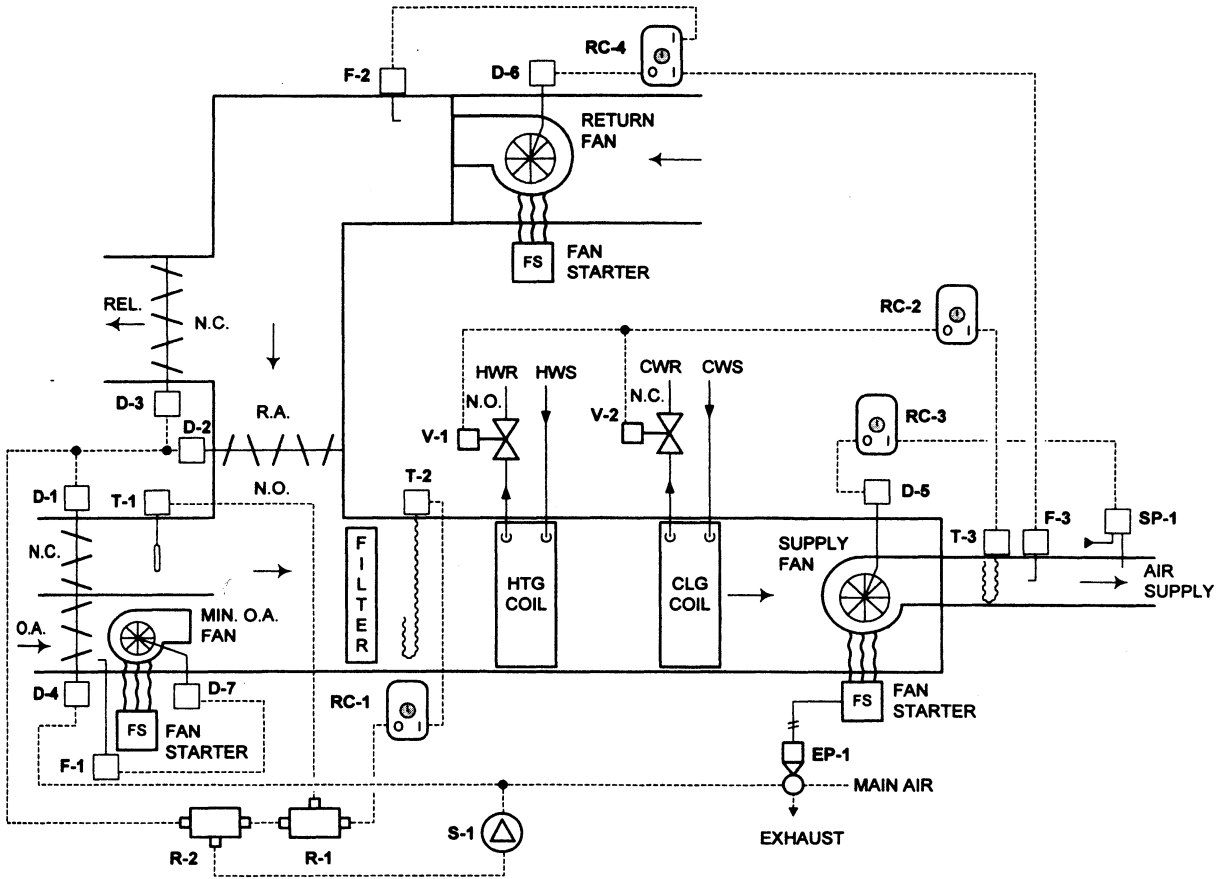 RC-4
I
O I
F-2
D-6
RETURN
FAN
FS
FAN
STARTER
REL.
N.C.
RC-2
O I
HWR
HWS
CWR
CWS
N.O.
N.C.
D-3
R.A.
D-2
V-1
V-2
RC-3
O I
N.O.
D-1
T-1
T-2
D-5
T-3
F-3
SP-1
N.C.
FILTER
HTG
COIL
CLG
COIL
SUPPLY
FAN
AIR
SUPPLY
O.A.
MIN. O.A.
FAN
D-4
D-7
RC-1
O I
FS
FAN
STARTER
FS
FAN
STARTER
F-1
EP-1
MAIN AIR
EXHAUST
R-2
R-1
S-1